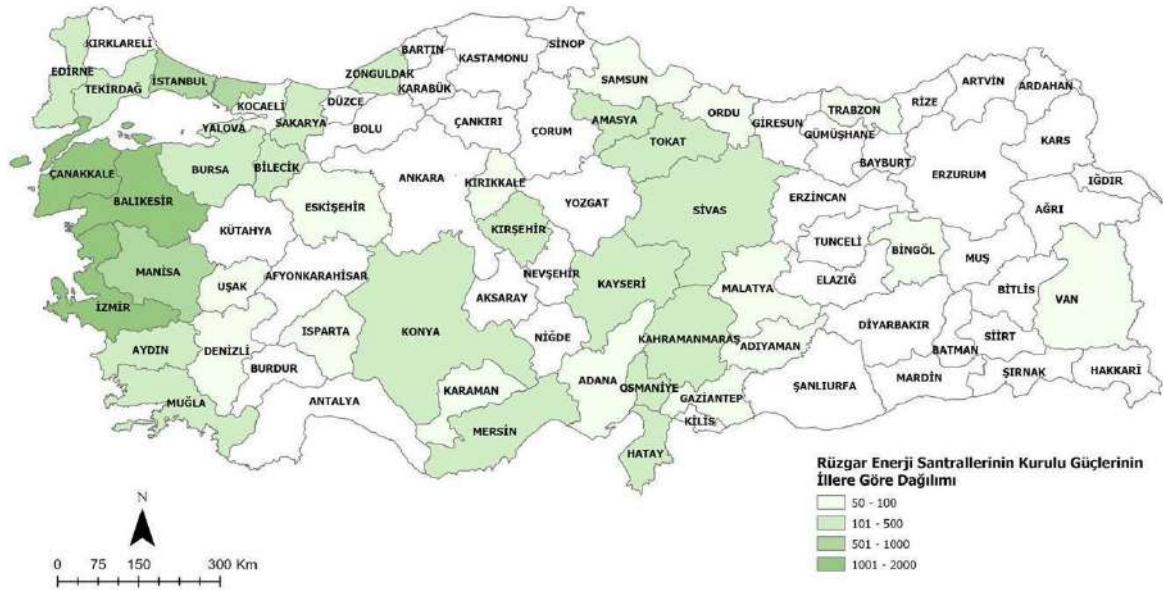 KIRKLARELİ
EDİRNE
TEKİRDAĞ
İSTANBUL
KOCAELİ
YALOVA
SAKARYA
DÜZCE
ZONGULDAK
BARTIN
KARABÜK
KASTAMONU
SİNOP
SAMSUN
BOLU
ÇANKIRI
ÇORUM
AMASYA
TOKAT
ORDU
GİRESUN
TRABZON
GÜMÜŞHANE
BAYBURT
RİZE
ARTVİN
ARDAHAN
KARS
IĞDIR
AĞRI
ERZURUM
ERZİNCAN
ÇANAKKALE
BALIKESİR
BURSA
BİLECİK
ESKİŞEHİR
ANKARA
KIRIKKALE
YOZGAT
SİVAS
KÜTAHYA
MANİSA
İZMİR
UŞAK
AFYONKARAHİSAR
KIRŞEHİR
NEVŞEHİR
KAYSERİ
AKSARAY
NİĞDE
KONYA
ISPARTA
AYDIN
DENİZLİ
BURDUR
MUĞLA
ANTALYA
KARAMAN
MERSİN
ADANA
OSMANİYE
HATAY
KAHRAMANMARAŞ
GAZİANTEP
KİLİS
MALATYA
ADIYAMAN
ŞANLIURFA
TUNCELİ
ELAZIĞ
BİNGÖL
MUŞ
BİTLİS
VAN
DİYARBAKIR
BATMAN
SİİRT
MARDİN
ŞIRNAK
HAKKARİ
Rüzgar Enerji Santrallerinin Kurulu Güçlerinin
İllere Göre Dağılımı
50 - 100
101 - 500
501 - 1000
1001 - 2000
N
0 75 150 300 Km